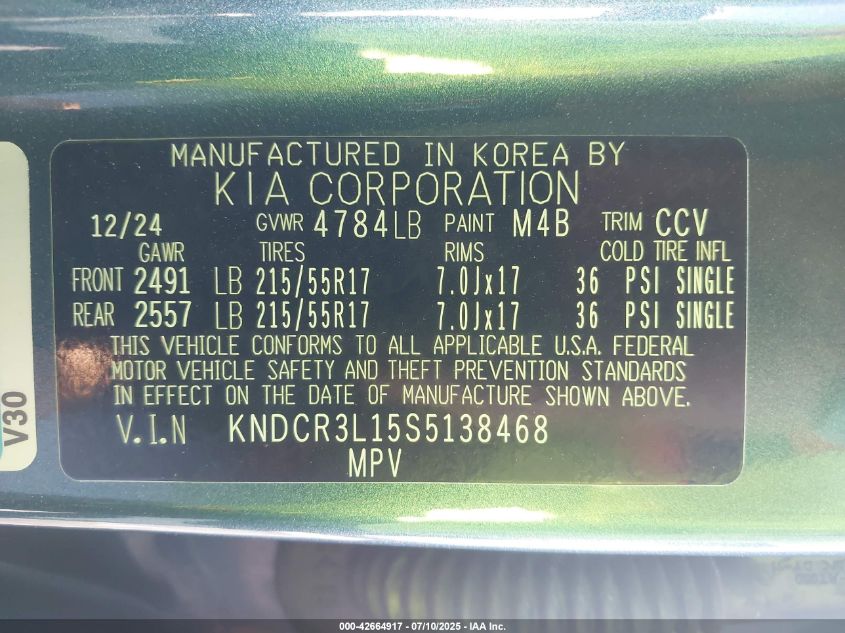 MANUFACTURED IN KOREA BY
KIA CORPORATION
12/24 GVWR 4784LB PAINT M4B TRIM CCV
GAWR TIRES RIMS COLD TIRE INFL
FRONT 2491 LB 215/55R17 7.0Jx17 36 PSI SINGLE
REAR 2557 LB 215/55R17 7.0Jx17 36 PSI SINGLE
THIS VEHICLE CONFORMS TO ALL APPLICABLE U.S.A. FEDERAL
MOTOR VEHICLE SAFETY AND THEFT PREVENTION STANDARDS
IN EFFECT ON THE DATE OF MANUFACTURE SHOWN ABOVE.
V.I.N KNDCR3L15S5138468
MPV
V30
000-42664917 - 07/10/2025 - IAA Inc.